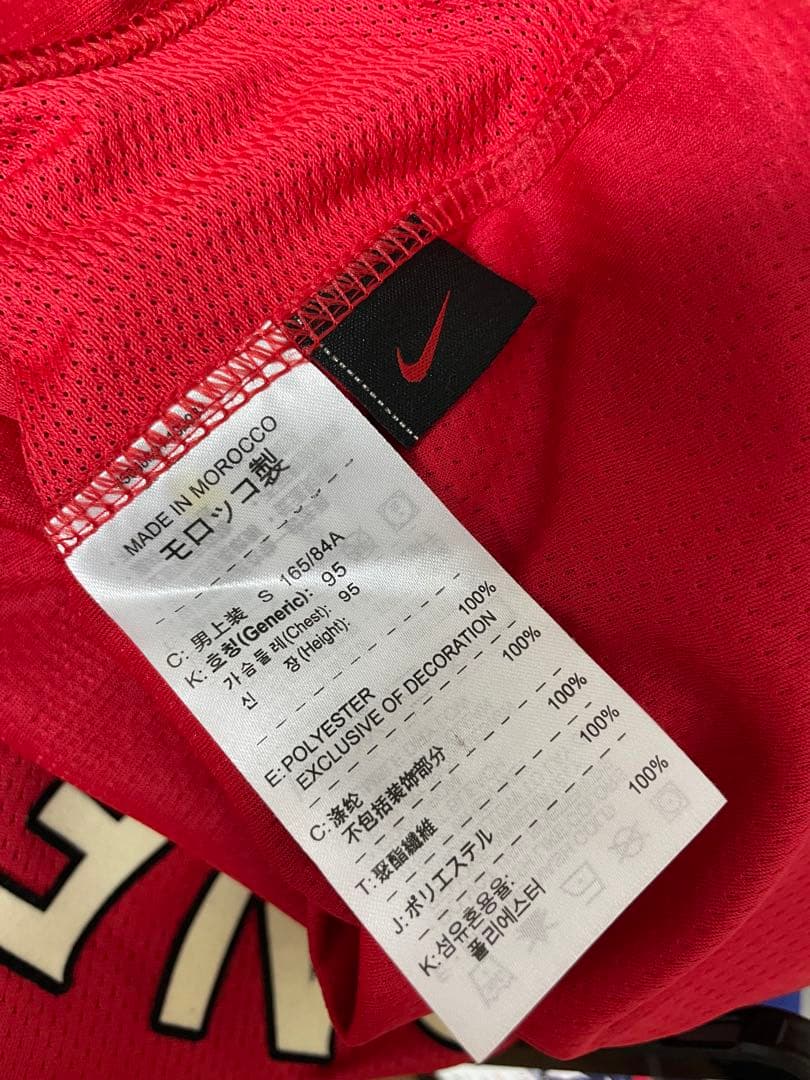 MADE IN MOROCCO
モロッコ製
C: 男上装 S 165/84A
K: 호칭(Generic): 95
가슴둘레(Chest): 95
신 장(Height):
E:POLYESTER 100%
EXCLUSIVE OF DECORATION
C:涤纶 100%
不包括装饰部分
T:聚酯纖維 100%
J:ポリエステル 100%
K:섬유혼용율: 100%
폴리에스터